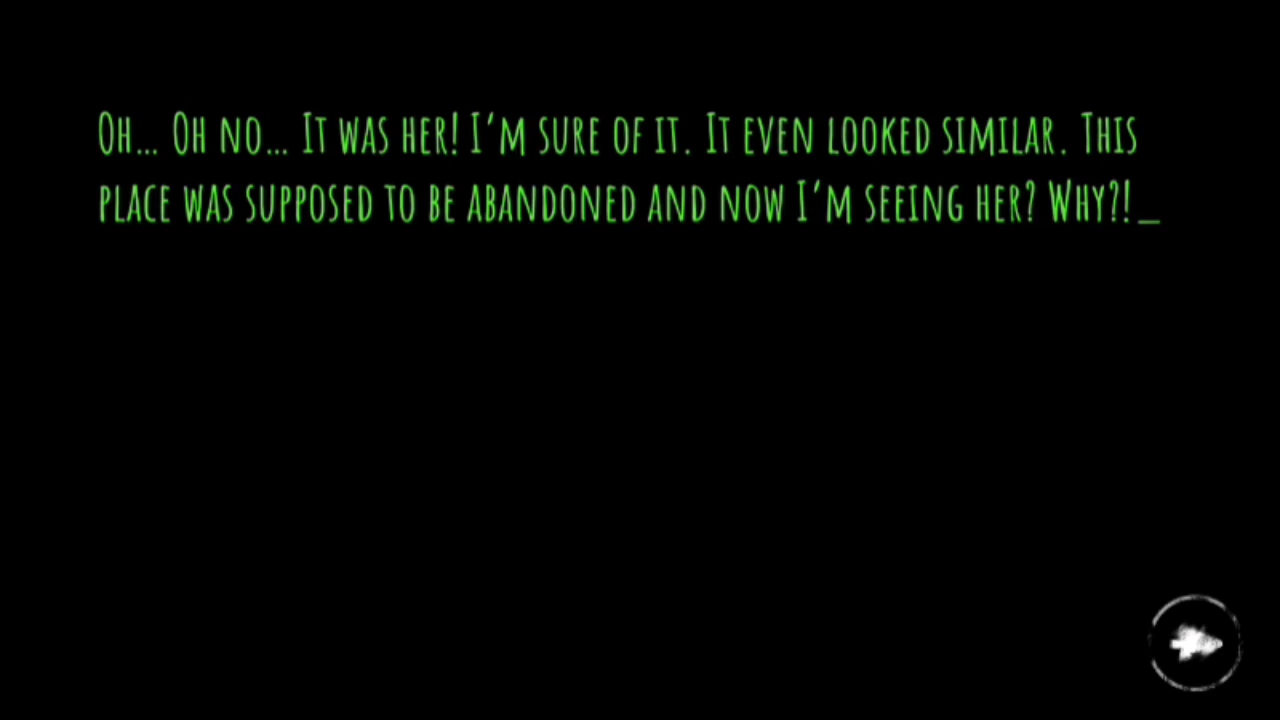 Oh... Oh no... It was her! I'm sure of it. It even looked similar. This
place was supposed to be abandoned and now I'm seeing her? Why?!_